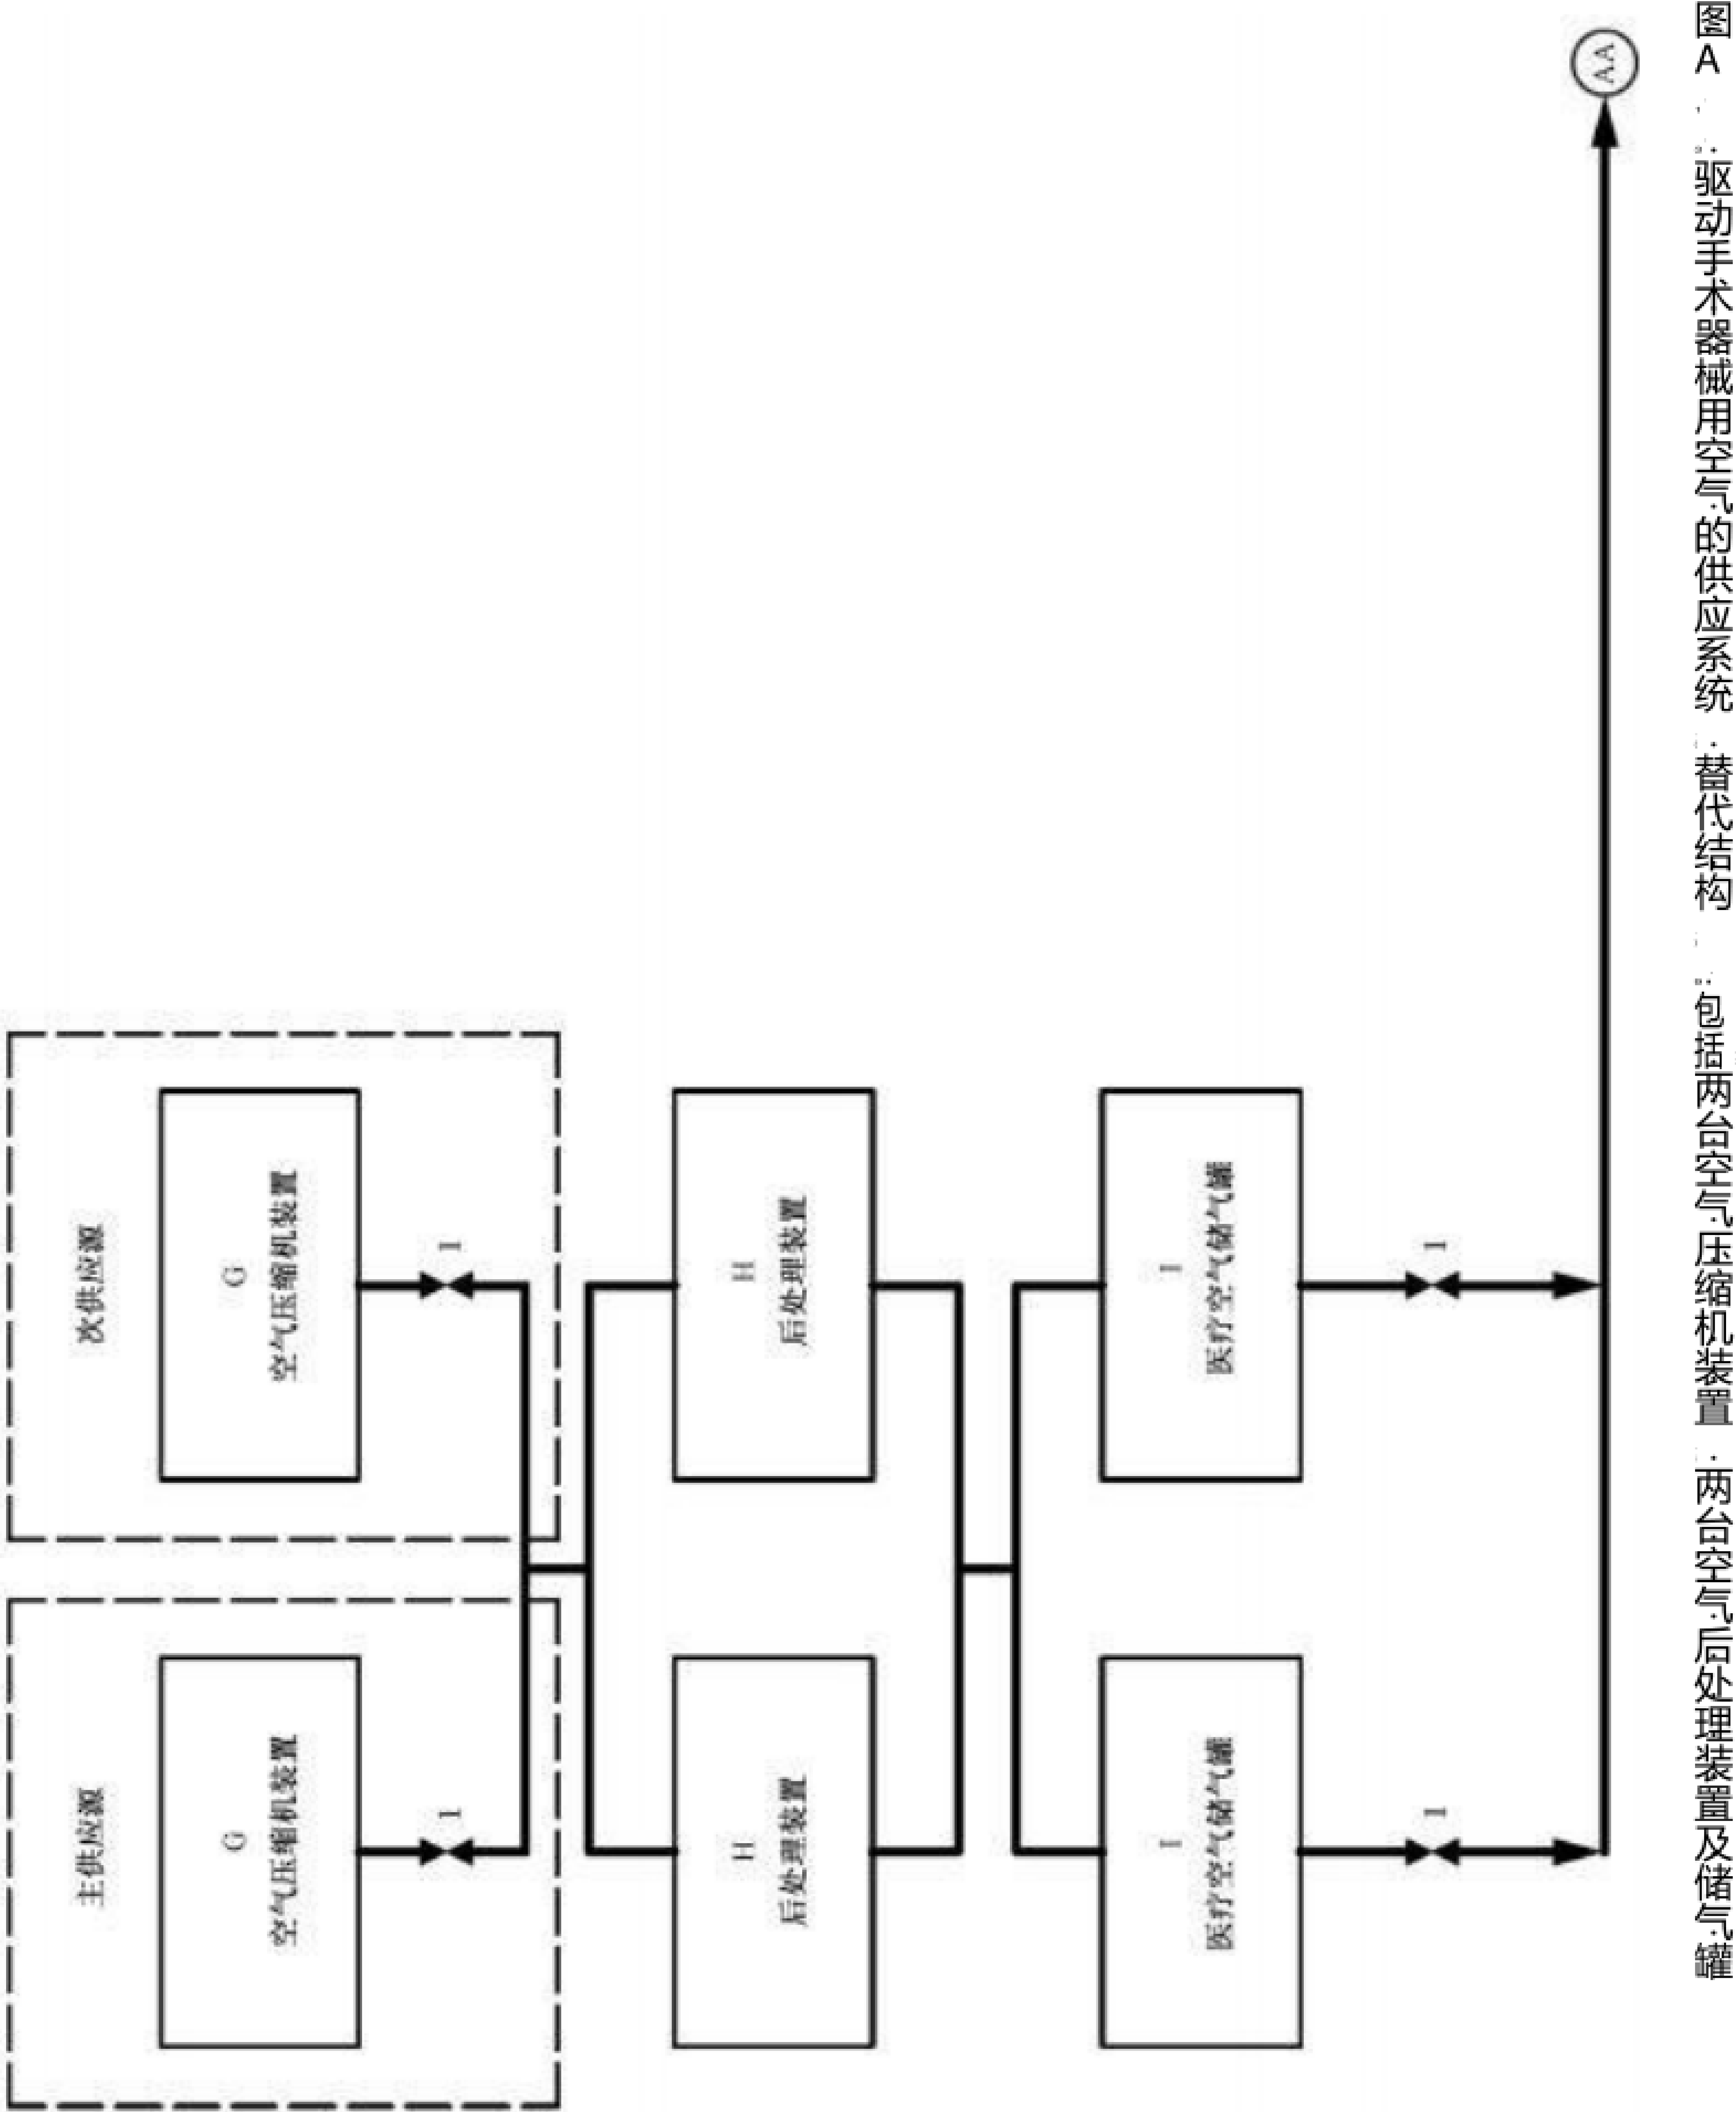 主供应源
次供应源
G
空气压缩机装置
1
G
空气压缩机装置
1
H
后处理装置
H
后处理装置
I
医疗空气储气罐
1
I
医疗空气储气罐
1
AA
图A
驱动手术器械用空气的供应系统
替代结构
包括两台空气压缩机装置
两台空气后处理装置及储气罐